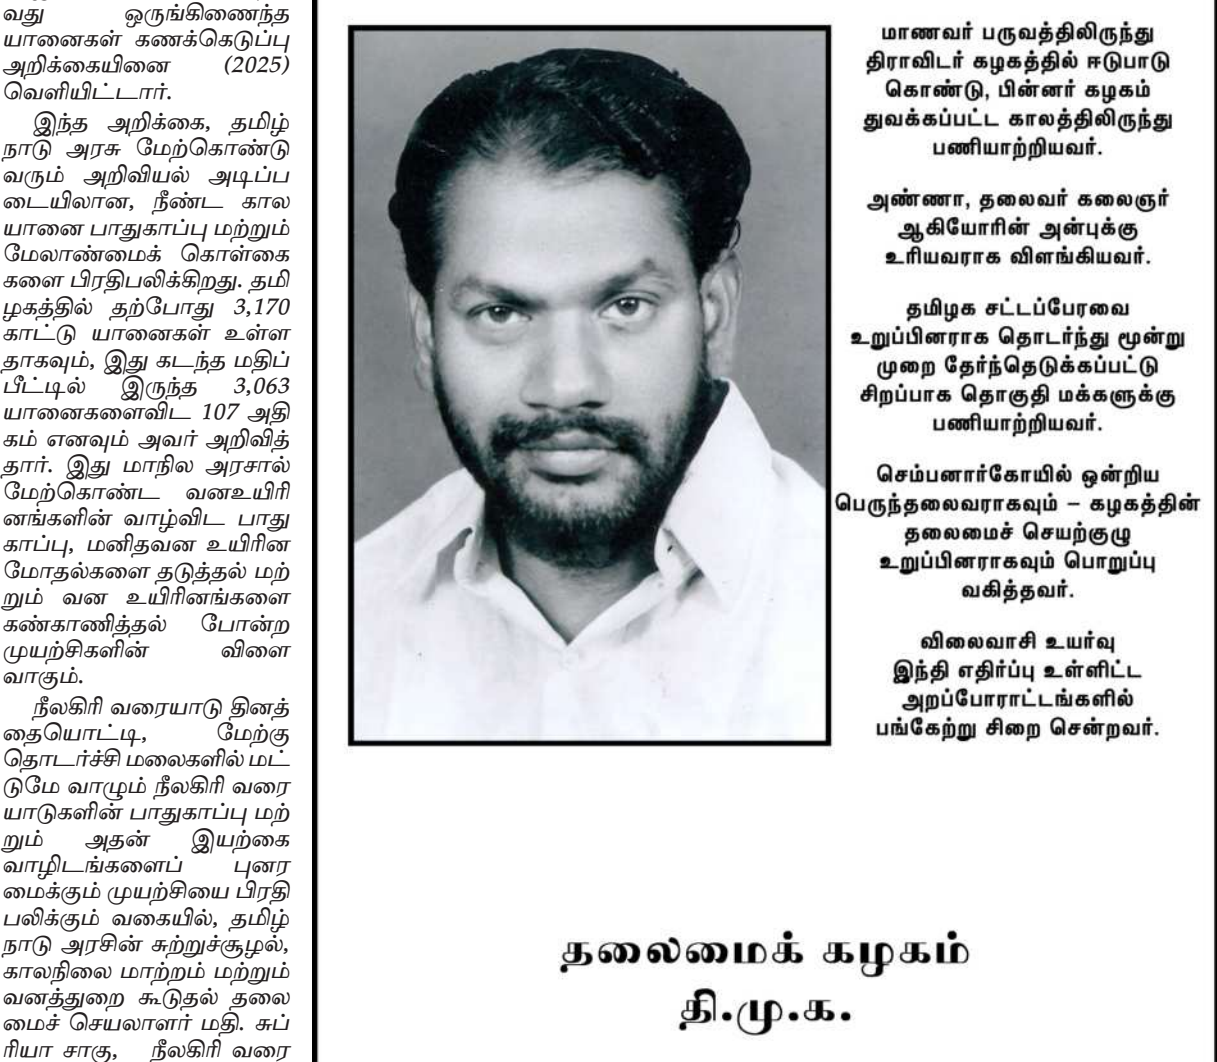 வது ஒருங்கிணைந்த
யானைகள் கணக்கெடுப்பு
அறிக்கையினை (2025)
வெளியிட்டார்.
இந்த அறிக்கை, தமிழ்
நாடு அரசு மேற்கொண்டு
வரும் அறிவியல் அடிப்ப
டையிலான, நீண்ட கால
யானை பாதுகாப்பு மற்றும்
மேலாண்மைக் கொள்கை
களை பிரதிபலிக்கிறது. தமி
ழகத்தில் தற்போது 3,170
காட்டு யானைகள் உள்ள
தாகவும், இது கடந்த மதிப்
பீட்டில் இருந்த 3,063
யானைகளைவிட 107 அதி
கம் எனவும் அவர் அறிவித்
தார். இது மாநில அரசால்
மேற்கொண்ட வனஉயிரி
னங்களின் வாழ்விட பாது
காப்பு, மனிதவன உயிரின
மோதல்களை தடுத்தல் மற்
றும் வன உயிரினங்களை
கண்காணித்தல் போன்ற
முயற்சிகளின் விளை
வாகும்.
நீலகிரி வரையாடு தினத்
தையொட்டி, மேற்கு
தொடர்ச்சி மலைகளில் மட்
டுமே வாழும் நீலகிரி வரை
யாடுகளின் பாதுகாப்பு மற்
றும் அதன் இயற்கை
வாழிடங்களைப் புனர
மைக்கும் முயற்சியை பிரதி
பலிக்கும் வகையில், தமிழ்
நாடு அரசின் சுற்றுச்சூழல்,
காலநிலை மாற்றம் மற்றும்
வனத்துறை கூடுதல் தலை
மைச் செயலாளர் மதி. சுப்
ரியா சாகு, நீலகிரி வரை
மாணவர் பருவத்திலிருந்து
திராவிடர் கழகத்தில் ஈடுபாடு
கொண்டு, பின்னர் கழகம்
துவக்கப்பட்ட காலத்திலிருந்து
பணியாற்றியவர்.
அண்ணா, தலைவர் கலைஞர்
ஆகியோரின் அன்புக்கு
உரியவராக விளங்கியவர்.
தமிழக சட்டப்பேரவை
உறுப்பினராக தொடர்ந்து மூன்று
முறை தேர்ந்தெடுக்கப்பட்டு
சிறப்பாக தொகுதி மக்களுக்கு
பணியாற்றியவர்.
செம்பனார்கோயில் ஒன்றிய
பெருந்தலைவராகவும் – கழகத்தின்
தலைமைச் செயற்குழு
உறுப்பினராகவும் பொறுப்பு
வகித்தவர்.
விலைவாசி உயர்வு
இந்தி எதிர்ப்பு உள்ளிட்ட
அறப்போராட்டங்களில்
பங்கேற்று சிறை சென்றவர்.
தலைமைக் கழகம்
தி.மு.க.